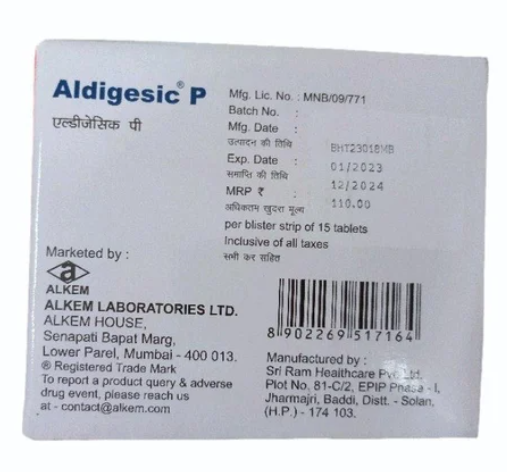 Aldigesic® P
एल्डीजेसिक पी
Mfg. Lic. No. : MNB/09/771
Batch No. :
Mfg. Date :
उत्पादन की तिथि
BHT23018MB
Exp. Date :
01/2023
समाप्ति की तिथि
MRP ₹ :
12/2024
अधिकतम खुदरा मूल्य
110.00
per blister strip of 15 tablets
Inclusive of all taxes
सभी कर सहित
Marketed by :
a
ALKEM
ALKEM LABORATORIES LTD.
ALKEM HOUSE,
Senapati Bapat Marg,
Lower Parel, Mumbai - 400 013.
® Registered Trade Mark
To report a product query & adverse
drug event, please reach us
at - contact@alkem.com
8 902269 517164
Manufactured by :
Sri Ram Healthcare Pvt. Ltd.
Plot No. 81-C/2, EPIP Phase - I,
Jharmajri, Baddi, Distt. - Solan,
(H.P.) - 174 103.